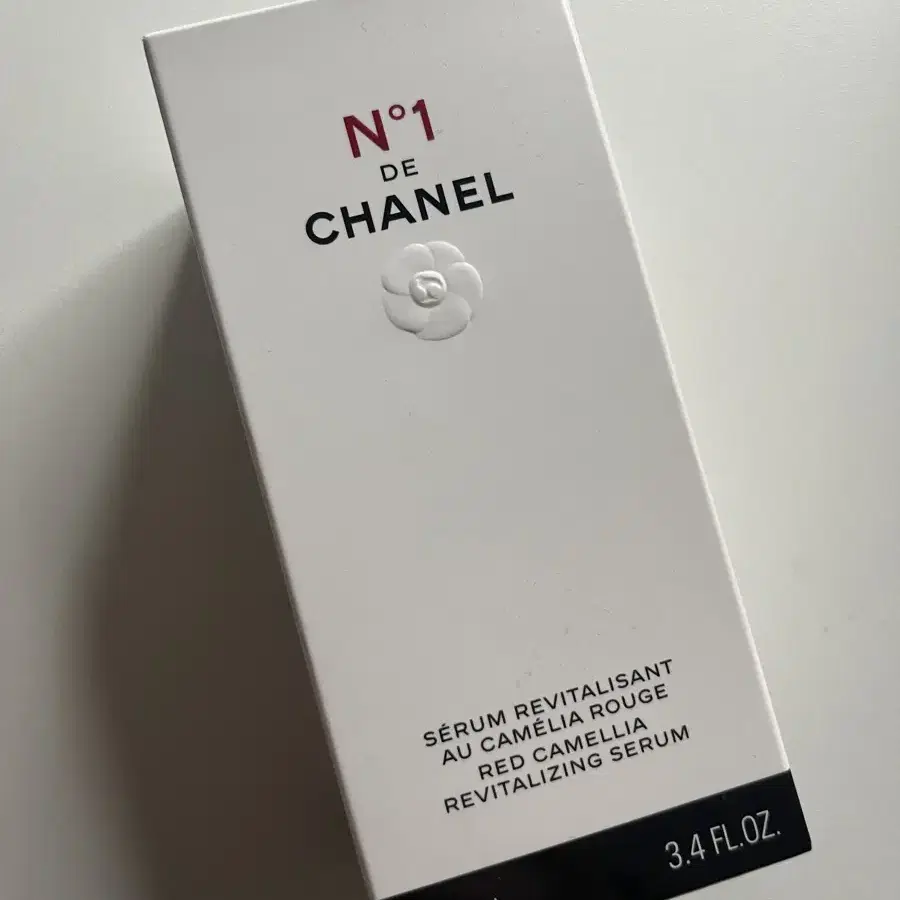 N°1
DE
CHANEL
SÉRUM REVITALISANT
AU CAMÉLIA ROUGE
RED CAMELLIA
REVITALIZING SERUM
3.4 FL.OZ.